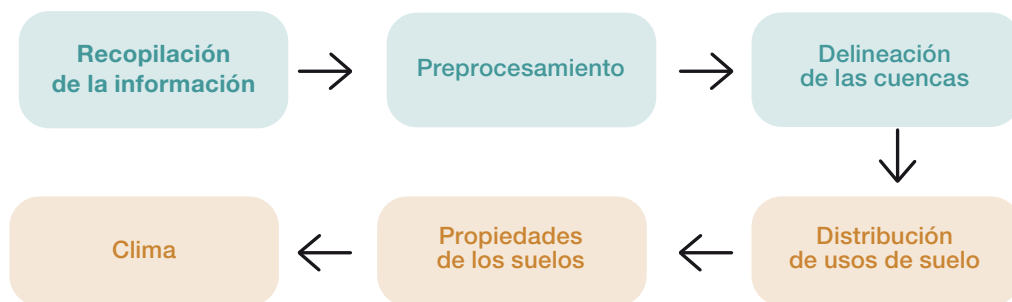 Recopilación
de la información
Preprocesamiento
Delineación
de las cuencas
Distribución
de usos de suelo
Propiedades
de los suelos
Clima